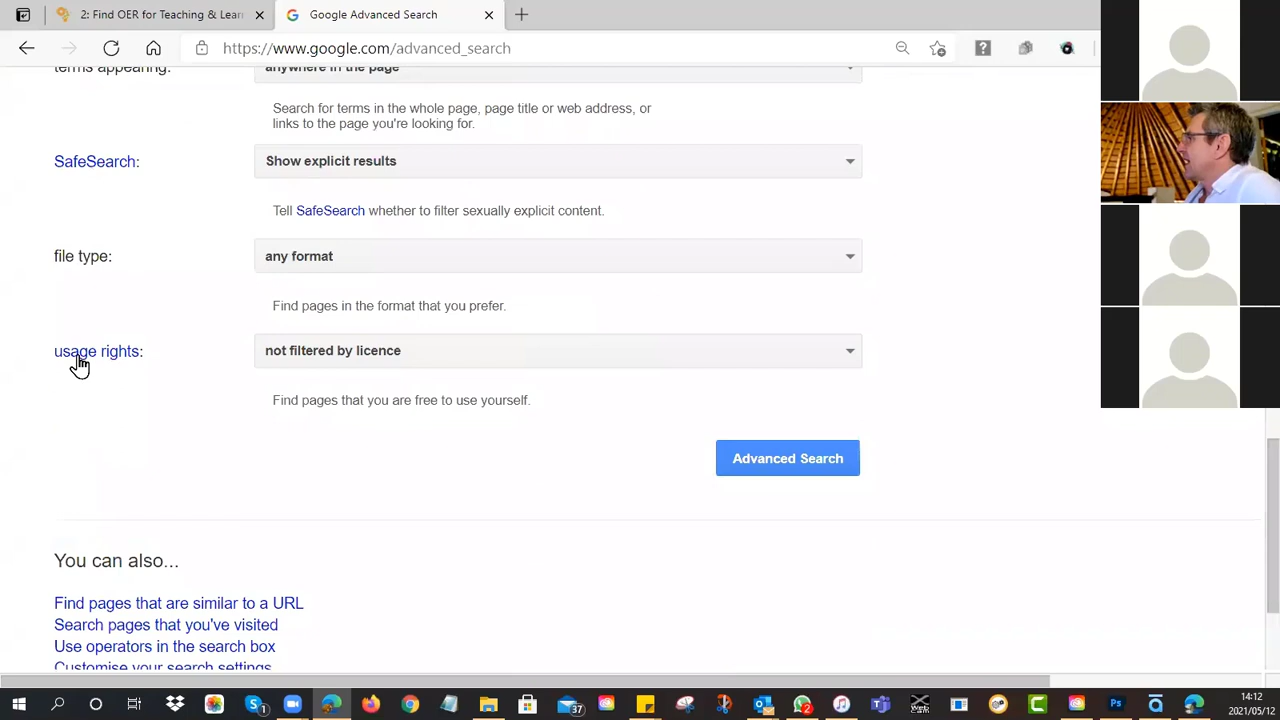 2: Find OER for Teaching & Learn
Google Advanced Search
https://www.google.com/advanced_search
terms appearing:
anywhere in the page
Search for terms in the whole page, page title or web address, or
links to the page you're looking for.
SafeSearch:
Show explicit results
Tell SafeSearch whether to filter sexually explicit content.
file type:
any format
Find pages in the format that you prefer.
usage rights:
not filtered by licence
Find pages that you are free to use yourself.
Advanced Search
You can also...
Find pages that are similar to a URL
Search pages that you've visited
Use operators in the search box
Customise your search settings
1
37
2
14:12
2021/05/12